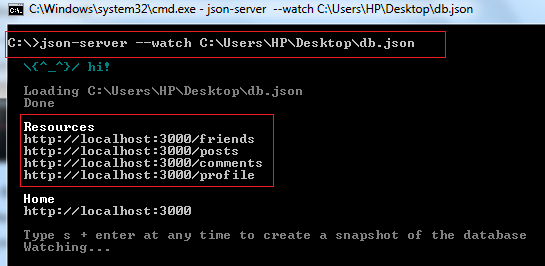 C:\Windows\system32\cmd.exe - json-server --watch C:\Users\HP\Desktop\db.json
C:\>json-server --watch C:\Users\HP\Desktop\db.json
\{^_^}/ hi!
Loading C:\Users\HP\Desktop\db.json
Done
Resources
http://localhost:3000/friends
http://localhost:3000/posts
http://localhost:3000/comments
http://localhost:3000/profile
Home
http://localhost:3000
Type s + enter at any time to create a snapshot of the database
Watching...